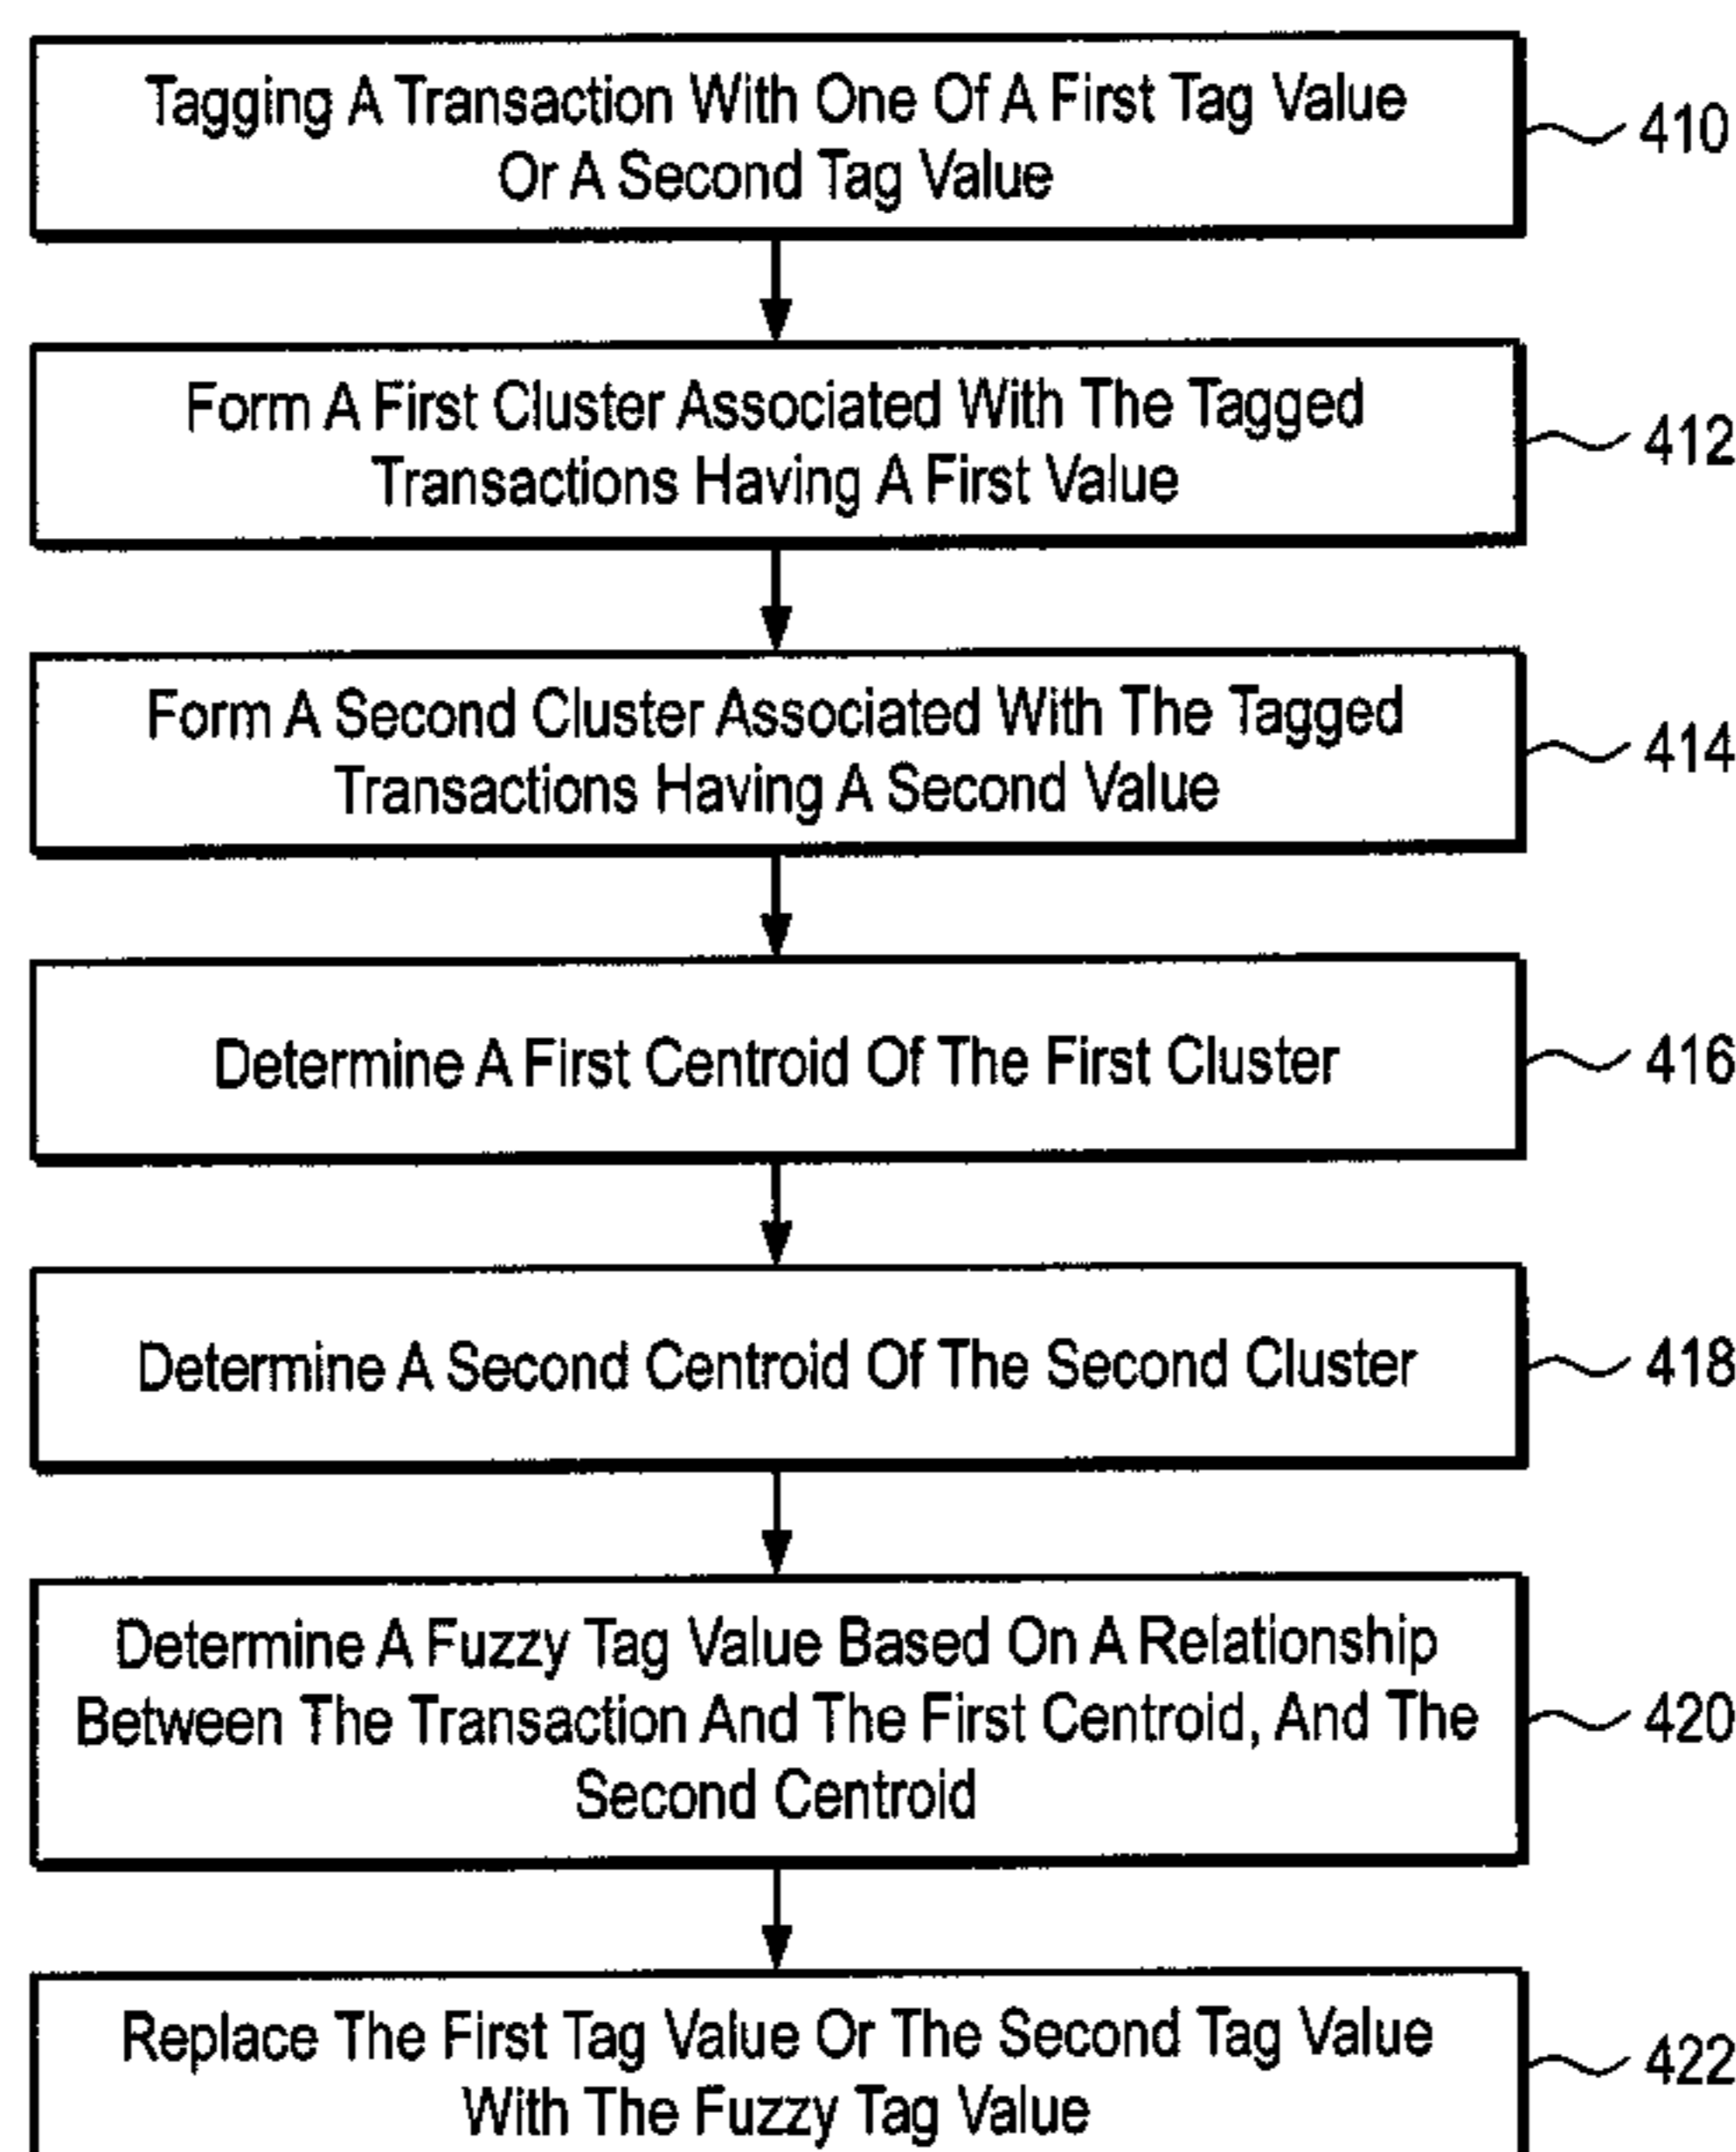 Tagging A Transaction With One Of A First Tag Value
Or A Second Tag Value
410
Form A First Cluster Associated With The Tagged
Transactions Having A First Value
412
Form A Second Cluster Associated With The Tagged
Transactions Having A Second Value
414
Determine A First Centroid Of The First Cluster
416
Determine A Second Centroid Of The Second Cluster
418
Determine A Fuzzy Tag Value Based On A Relationship
Between The Transaction And The First Centroid, And The
Second Centroid
420
Replace The First Tag Value Or The Second Tag Value
With The Fuzzy Tag Value
422